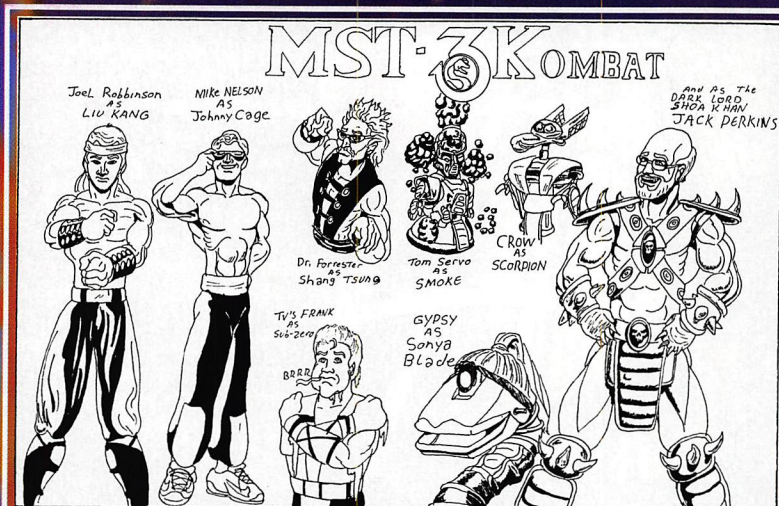 MST-3KOMBAT
Joel Robbinson
AS
LIU KANG
MIKE NELSON
AS
Johnny Cage
Dr. Forrester
AS
Shang Tsung
Tom Servo
AS
SMOKE
CROW
AS
SCORPION
And As The
DARK LORD
SHOA KHAN
JACK PERKINS
TV'S FRANK
AS
Sub-Zero
BRRR
GYPSY
AS
Sonya
Blade